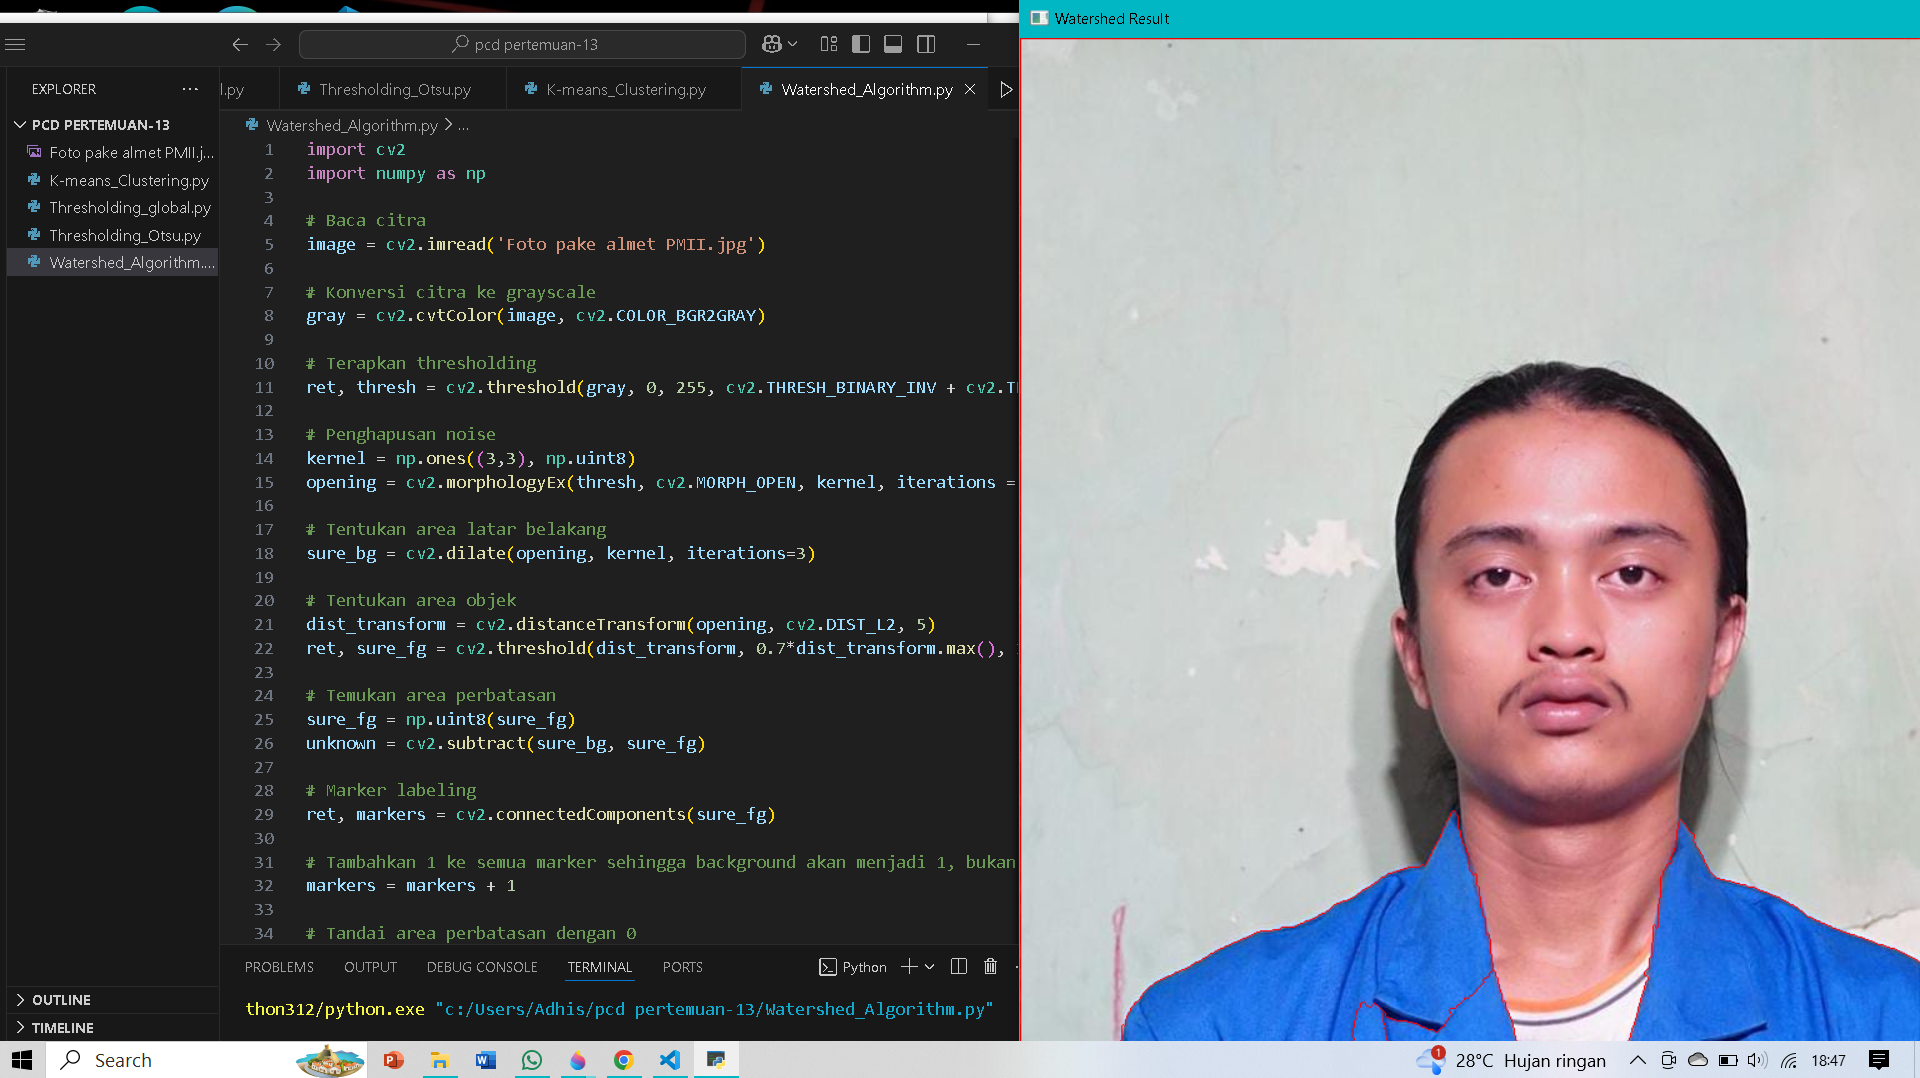 pcd pertemuan-13
Watershed Result
EXPLORER
l.py
Thresholding_Otsu.py
K-means_Clustering.py
Watershed_Algorithm.py
PCD PERTEMUAN-13
Foto pake almet PMII.j...
K-means_Clustering.py
Thresholding_global.py
Thresholding_Otsu.py
Watershed_Algorithm....
Watershed_Algorithm.py > ...
1 import cv2
2 import numpy as np
3
4 # Baca citra
5 image = cv2.imread('Foto pake almet PMII.jpg')
6
7 # Konversi citra ke grayscale
8 gray = cv2.cvtColor(image, cv2.COLOR_BGR2GRAY)
9
10 # Terapkan thresholding
11 ret, thresh = cv2.threshold(gray, 0, 255, cv2.THRESH_BINARY_INV + cv2.T
12
13 # Penghapusan noise
14 kernel = np.ones((3,3), np.uint8)
15 opening = cv2.morphologyEx(thresh, cv2.MORPH_OPEN, kernel, iterations =
16
17 # Tentukan area latar belakang
18 sure_bg = cv2.dilate(opening, kernel, iterations=3)
19
20 # Tentukan area objek
21 dist_transform = cv2.distanceTransform(opening, cv2.DIST_L2, 5)
22 ret, sure_fg = cv2.threshold(dist_transform, 0.7*dist_transform.max(),
23
24 # Temukan area perbatasan
25 sure_fg = np.uint8(sure_fg)
26 unknown = cv2.subtract(sure_bg, sure_fg)
27
28 # Marker labeling
29 ret, markers = cv2.connectedComponents(sure_fg)
30
31 # Tambahkan 1 ke semua marker sehingga background akan menjadi 1, bukan
32 markers = markers + 1
33
34 # Tandai area perbatasan dengan 0
PROBLEMS OUTPUT DEBUG CONSOLE TERMINAL PORTS
Python
thon312/python.exe "c:/Users/Adhis/pcd pertemuan-13/Watershed_Algorithm.py"
OUTLINE
TIMELINE
Search
1
28°C Hujan ringan
18:47